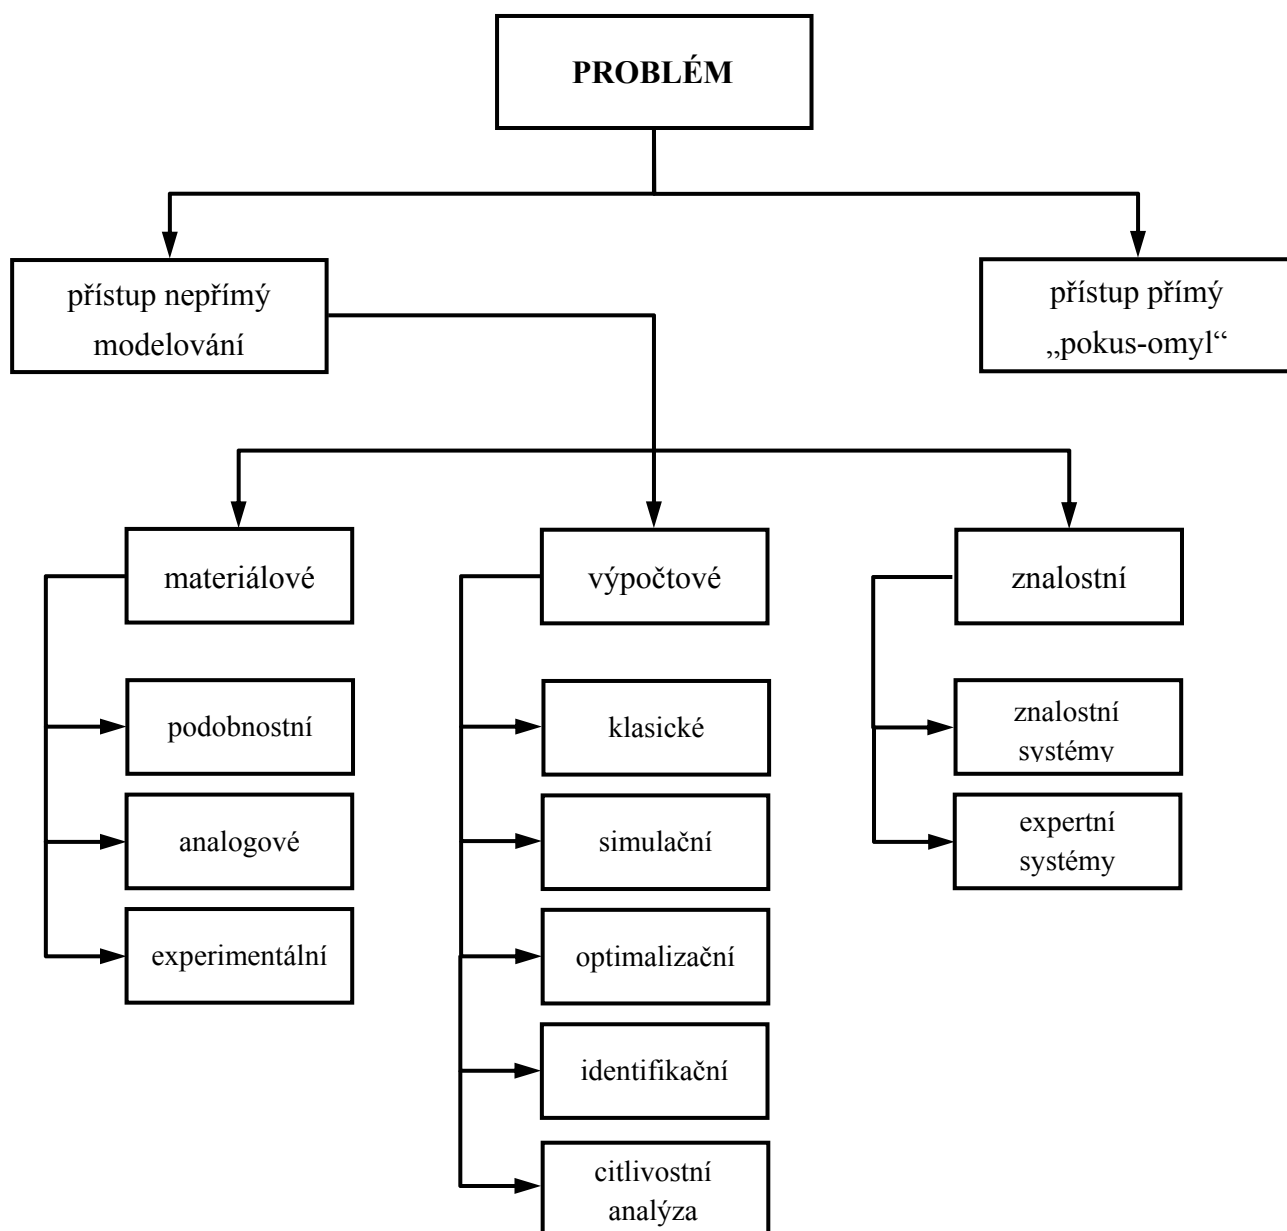 PROBLÉM
přístup nepřímý
modelování
přístup přímý
„pokus-omyl“
materiálové
výpočtové
znalostní
podobnostní
klasické
znalostní
systémy
analogové
simulační
expertní
systémy
experimentální
optimalizační
identifikační
citlivostní
analýza